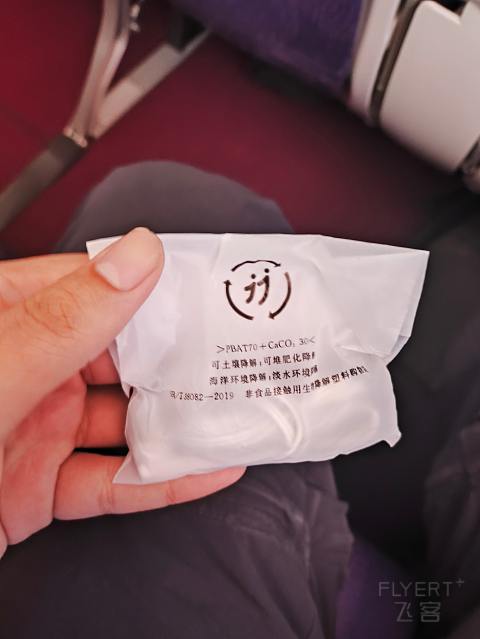 jj
>PBAT70+CaCO₃ 30<
可土壤降解;可堆肥化降解
海洋环境降解;淡水环境降解
/T38082—2019 非食品接触用生物降解塑料购物
FLYERT+
飞客